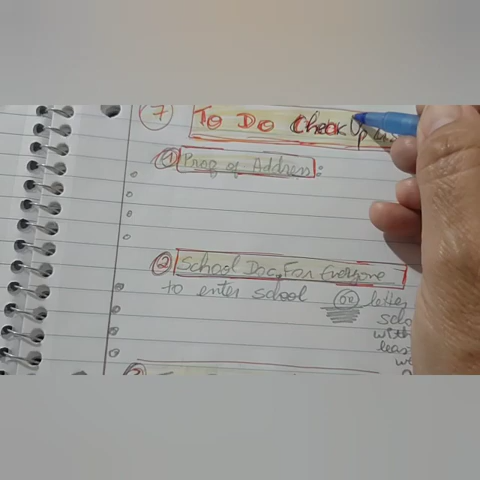 7 To Do Check Up
1 Proof of Address :
2 School Doc, For Everyone
to enter school OR letter
scho
with
leas